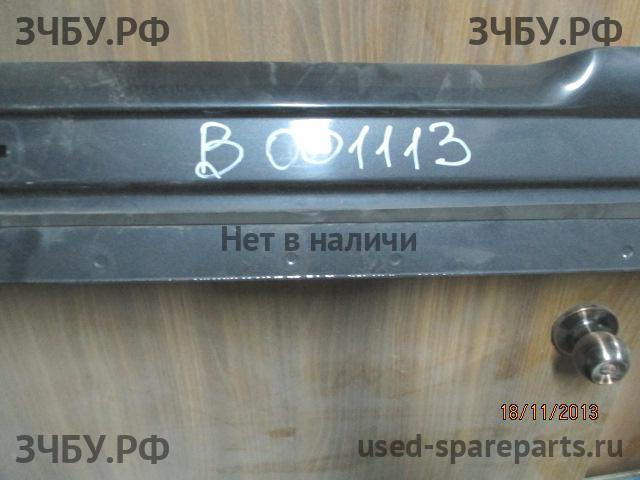 ЗЧБУ.РФ ЗЧБУ.РФ
В 001113
Нет в наличи
18/11/2013
ЗЧБУ.РФ used-spareparts.ru